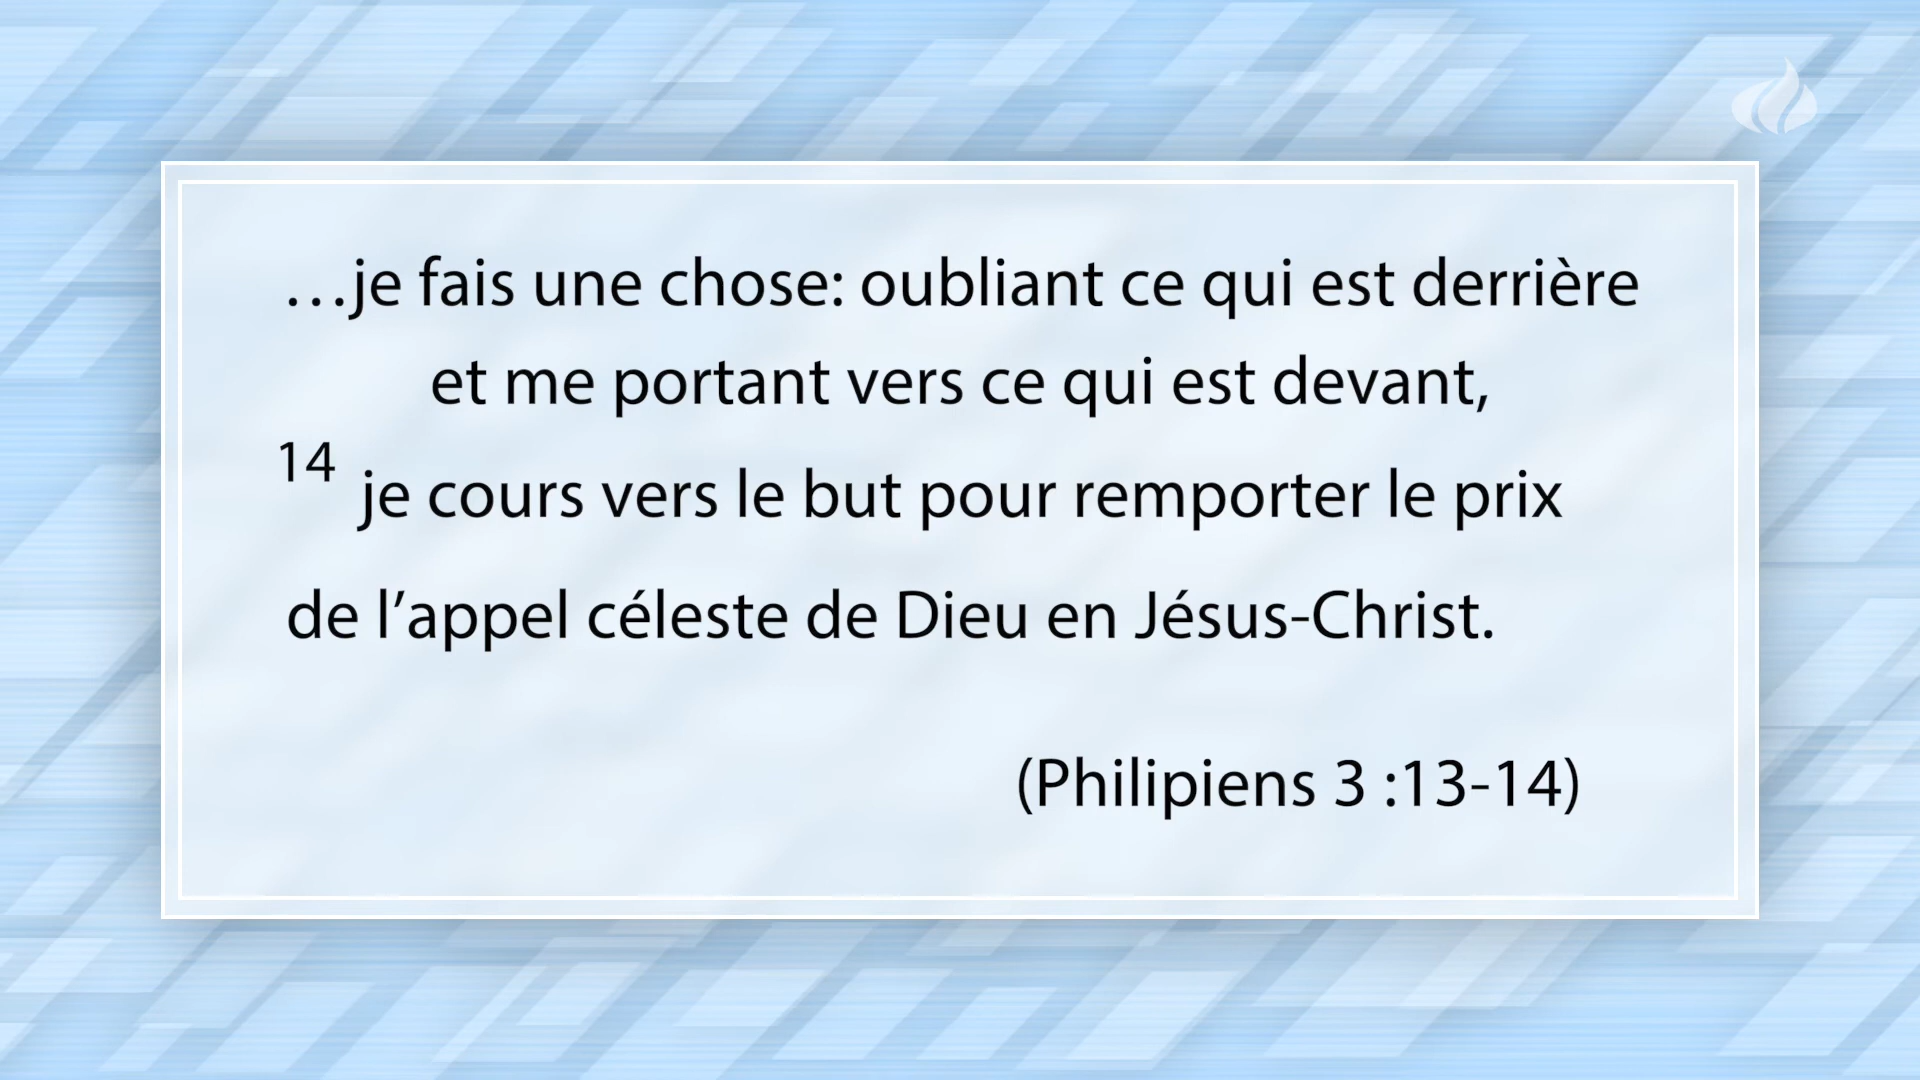 …je fais une chose: oubliant ce qui est derrière
et me portant vers ce qui est devant,
14 je cours vers le but pour remporter le prix
de l’appel céleste de Dieu en Jésus-Christ.
(Philipiens 3 :13-14)